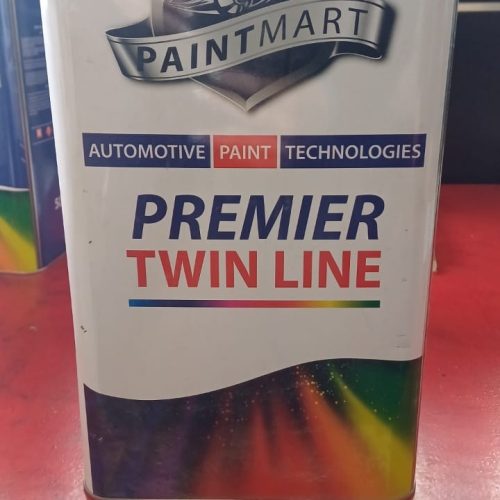 PAINTMART
AUTOMOTIVE PAINT TECHNOLOGIES
PREMIER
TWIN LINE